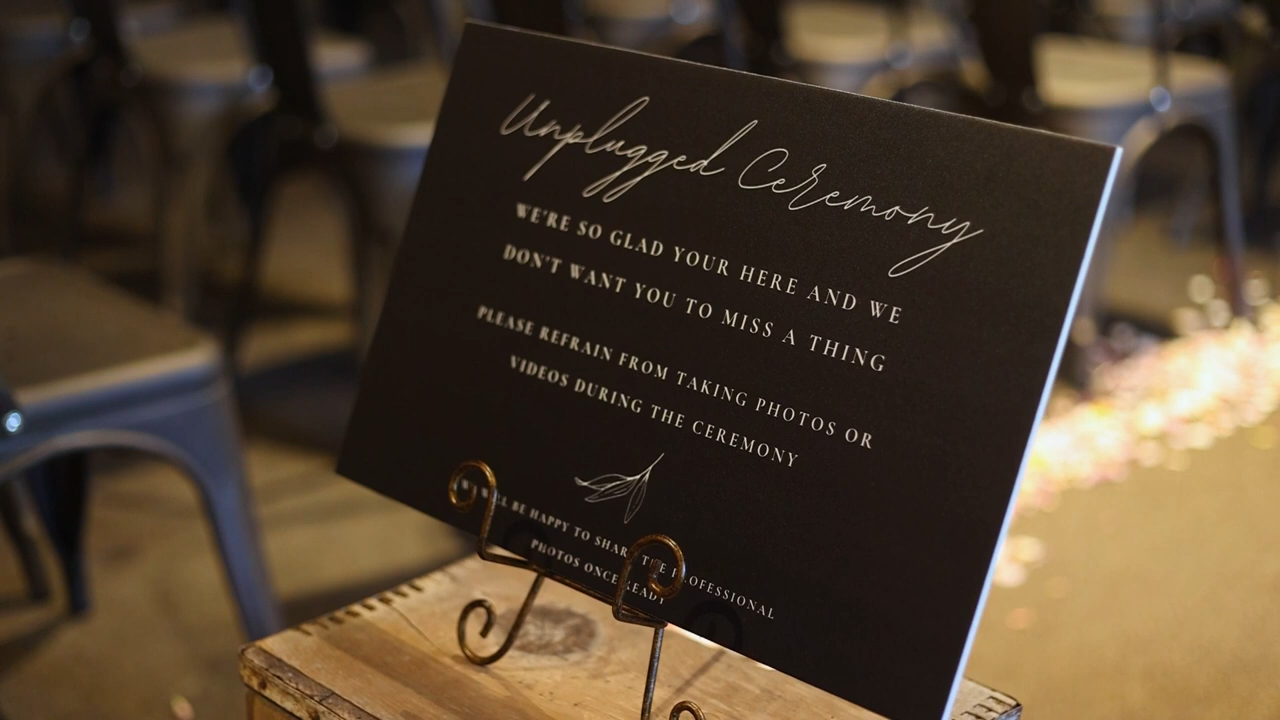 Unplugged Ceremony
WE'RE SO GLAD YOUR HERE AND WE
DON'T WANT YOU TO MISS A THING
PLEASE REFRAIN FROM TAKING PHOTOS OR
VIDEOS DURING THE CEREMONY
WE WILL BE HAPPY TO SHARE THE PROFESSIONAL
PHOTOS ONCE READY